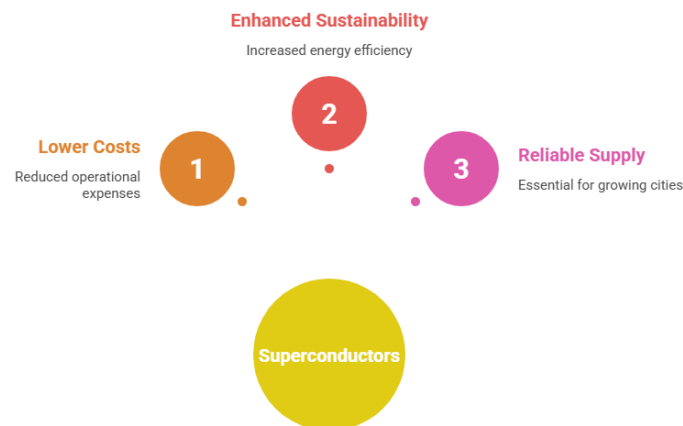 Enhanced Sustainability
Increased energy efficiency
2
Lower Costs
Reduced operational
expenses
1
3
Reliable Supply
Essential for growing cities
Superconductors